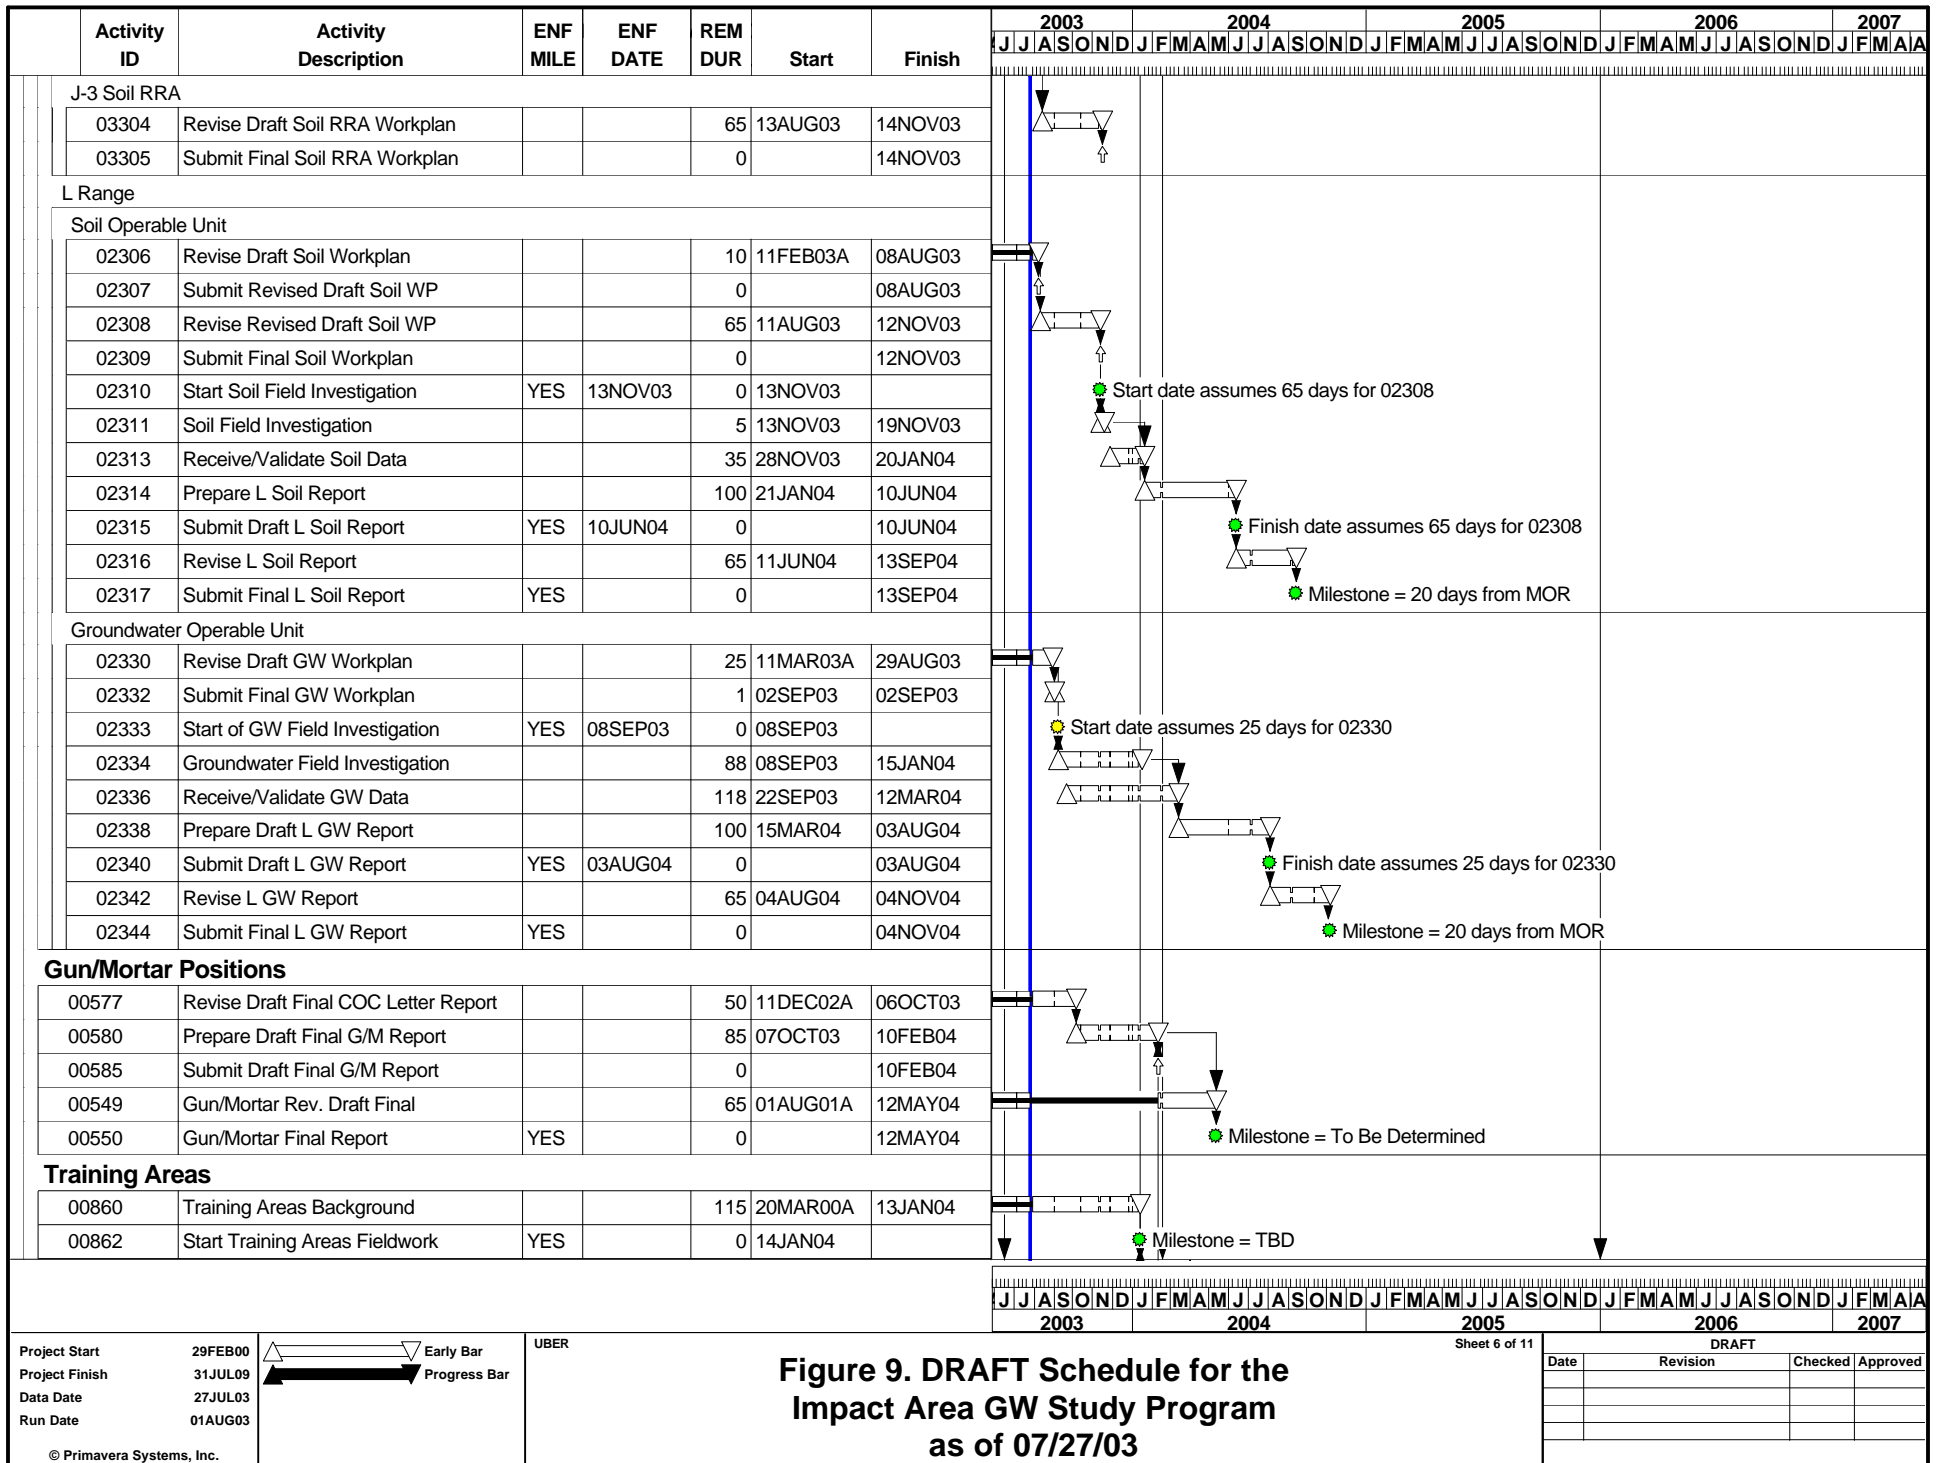 Activity ID Activity Description ENF MILE ENF DATE REM DUR Start Finish
2003 2004 2005 2006 2007
J J A S O N D J F M A M J J A S O N D J F M A M J J A S O N D J F M A M J J A S O N D J F M A A
J-3 Soil RRA
03304 Revise Draft Soil RRA Workplan 65 13AUG03 14NOV03
03305 Submit Final Soil RRA Workplan 0 14NOV03
L Range
Soil Operable Unit
02306 Revise Draft Soil Workplan 10 11FEB03A 08AUG03
02307 Submit Revised Draft Soil WP 0 08AUG03
02308 Revise Revised Draft Soil WP 65 11AUG03 12NOV03
02309 Submit Final Soil Workplan 0 12NOV03
02310 Start Soil Field Investigation YES 13NOV03 0 13NOV03 Start date assumes 65 days for 02308
02311 Soil Field Investigation 5 13NOV03 19NOV03
02313 Receive/Validate Soil Data 35 28NOV03 20JAN04
02314 Prepare L Soil Report 100 21JAN04 10JUN04
02315 Submit Draft L Soil Report YES 10JUN04 0 10JUN04 Finish date assumes 65 days for 02308
02316 Revise L Soil Report 65 11JUN04 13SEP04
02317 Submit Final L Soil Report YES 0 13SEP04 Milestone = 20 days from MOR
Groundwater Operable Unit
02330 Revise Draft GW Workplan 25 11MAR03A 29AUG03
02332 Submit Final GW Workplan 1 02SEP03 02SEP03
02333 Start of GW Field Investigation YES 08SEP03 0 08SEP03 Start date assumes 25 days for 02330
02334 Groundwater Field Investigation 88 08SEP03 15JAN04
02336 Receive/Validate GW Data 118 22SEP03 12MAR04
02338 Prepare Draft L GW Report 100 15MAR04 03AUG04
02340 Submit Draft L GW Report YES 03AUG04 0 03AUG04 Finish date assumes 25 days for 02330
02342 Revise L GW Report 65 04AUG04 04NOV04
02344 Submit Final L GW Report YES 0 04NOV04 Milestone = 20 days from MOR
Gun/Mortar Positions
00577 Revise Draft Final COC Letter Report 50 11DEC02A 06OCT03
00580 Prepare Draft Final G/M Report 85 07OCT03 10FEB04
00585 Submit Draft Final G/M Report 0 10FEB04
00549 Gun/Mortar Rev. Draft Final 65 01AUG01A 12MAY04
00550 Gun/Mortar Final Report YES 0 12MAY04 Milestone = To Be Determined
Training Areas
00860 Training Areas Background 115 20MAR00A 13JAN04
00862 Start Training Areas Fieldwork YES 0 14JAN04 Milestone = TBD
J J A S O N D J F M A M J J A S O N D J F M A M J J A S O N D J F M A M J J A S O N D J F M A A
2003 2004 2005 2006 2007
Project Start 29FEB00
Project Finish 31JUL09
Data Date 27JUL03
Run Date 01AUG03
© Primavera Systems, Inc.
Early Bar
Progress Bar
UBER
Figure 9. DRAFT Schedule for the
Impact Area GW Study Program
as of 07/27/03
Sheet 6 of 11
DRAFT
Date Revision Checked Approved